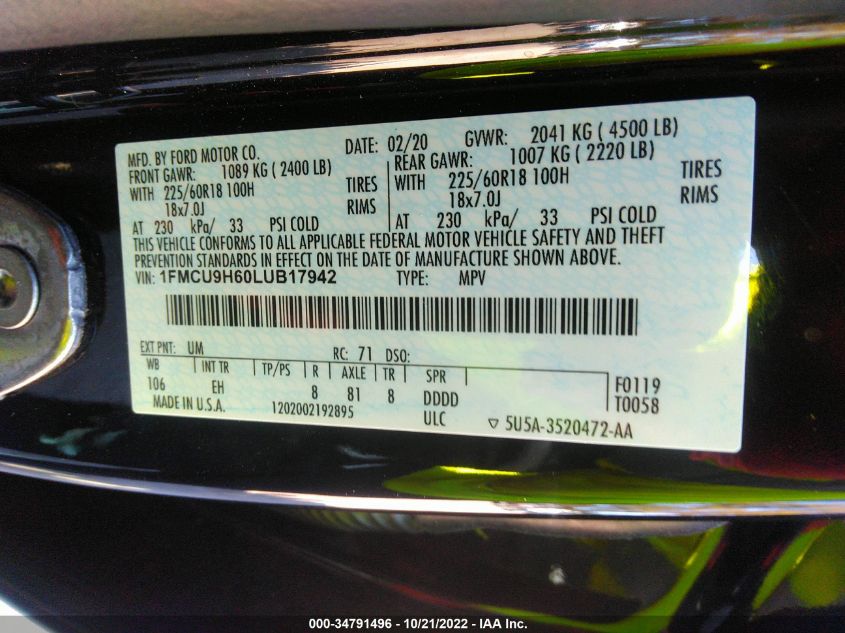 MFD. BY FORD MOTOR CO. DATE: 02/20 GVWR: 2041 KG ( 4500 LB)
FRONT GAWR: 1089 KG ( 2400 LB) REAR GAWR: 1007 KG ( 2220 LB)
WITH 225/60R18 100H TIRES WITH 225/60R18 100H TIRES
18x7.0J RIMS 18x7.0J RIMS
AT 230 kPa/ 33 PSI COLD AT 230 kPa/ 33 PSI COLD
THIS VEHICLE CONFORMS TO ALL APPLICABLE FEDERAL MOTOR VEHICLE SAFETY AND THEFT
PREVENTION STANDARDS IN EFFECT ON THE DATE OF MANUFACTURE SHOWN ABOVE.
VIN: 1FMCU9H60LUB17942 TYPE: MPV
EXT PNT: UM RC: 71 DSO:
WB INT TR TP/PS R AXLE TR SPR
106 EH 8 81 8 DDDD F0119
MADE IN U.S.A. 1202002192895 ULC T0058
▽ 5U5A-3520472-AA
000-34791496 - 10/21/2022 - IAA Inc.